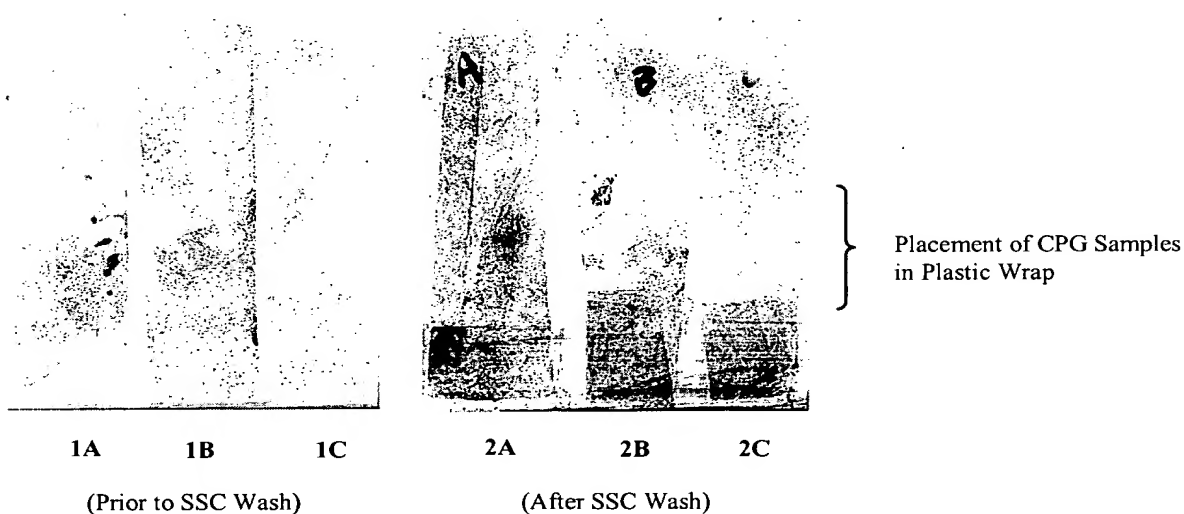 A
B
Placement of CPG Samples
in Plastic Wrap
1A 1B 1C 2A 2B 2C
(Prior to SSC Wash) (After SSC Wash)